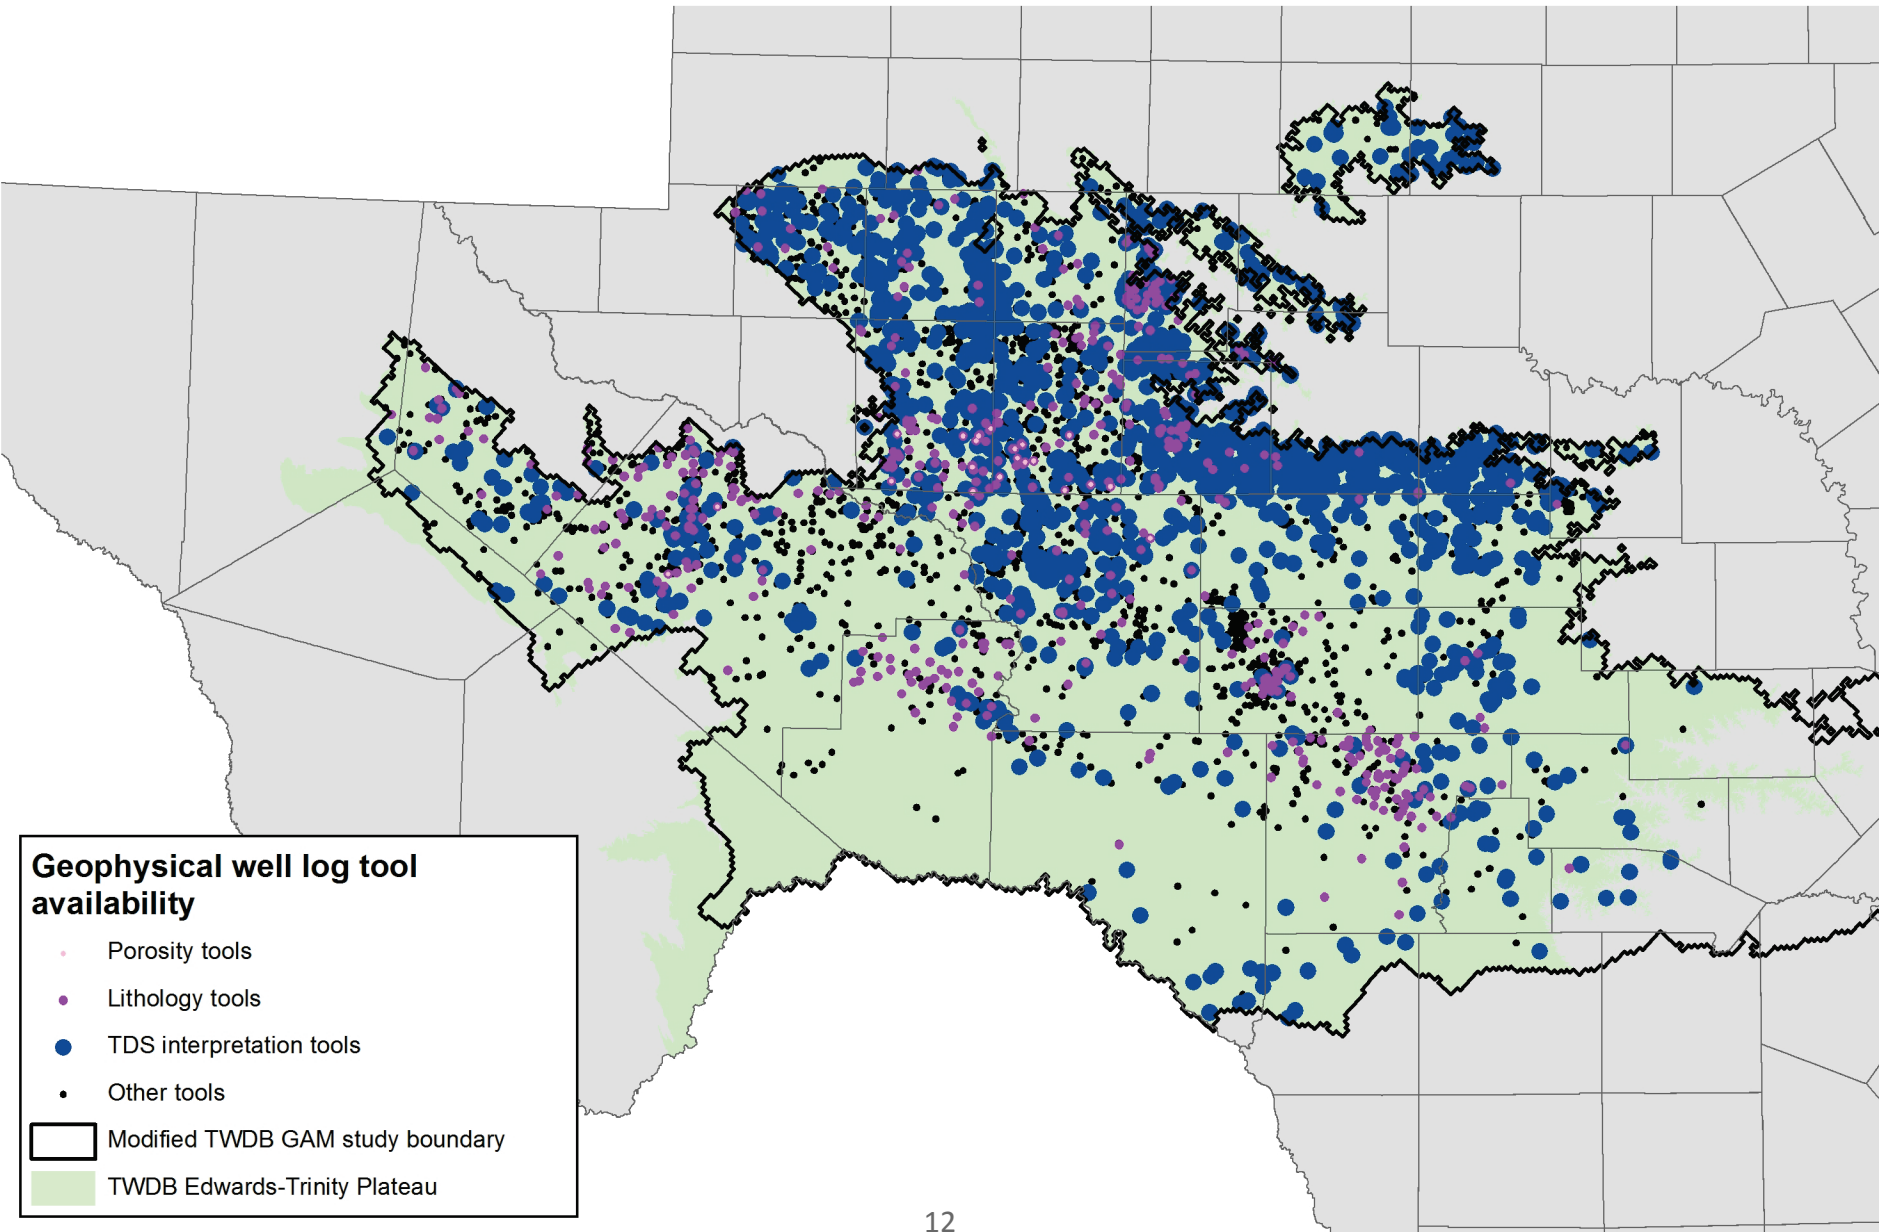 Geophysical well log tool
availability
Porosity tools
Lithology tools
TDS interpretation tools
Other tools
Modified TWDB GAM study boundary
TWDB Edwards-Trinity Plateau
12